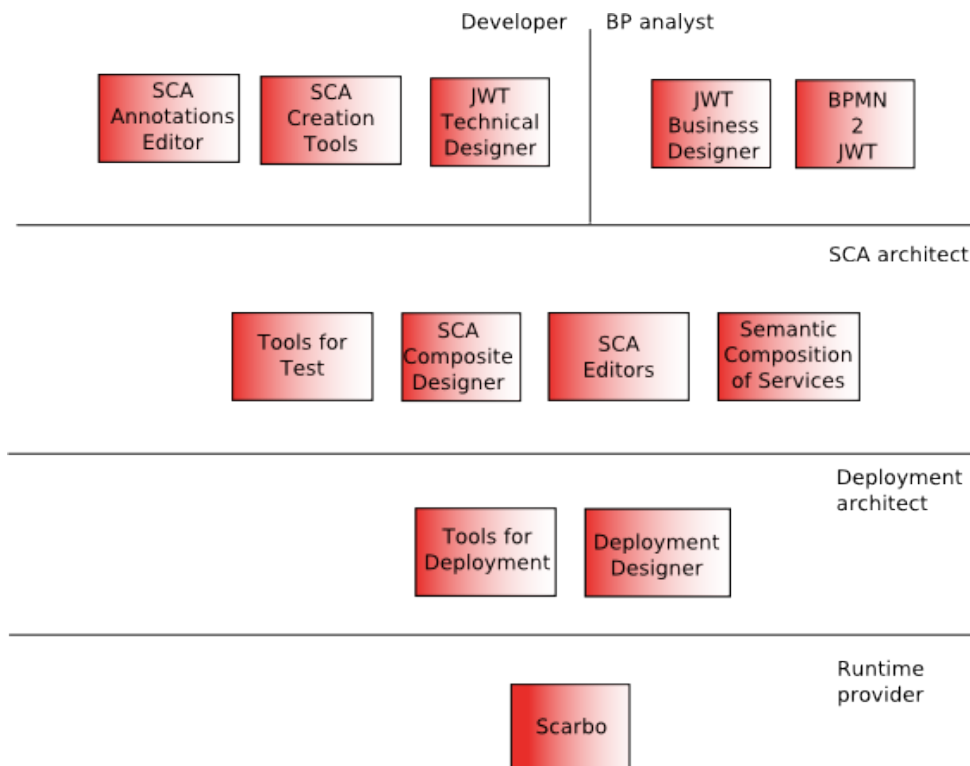 Developer
BP analyst
SCA
Annotations
Editor
SCA
Creation
Tools
JWT
Technical
Designer
JWT
Business
Designer
BPMN
2
JWT
SCA architect
Tools for
Test
SCA
Composite
Designer
SCA
Editors
Semantic
Composition
of Services
Deployment
architect
Tools for
Deployment
Deployment
Designer
Runtime
provider
Scarbo